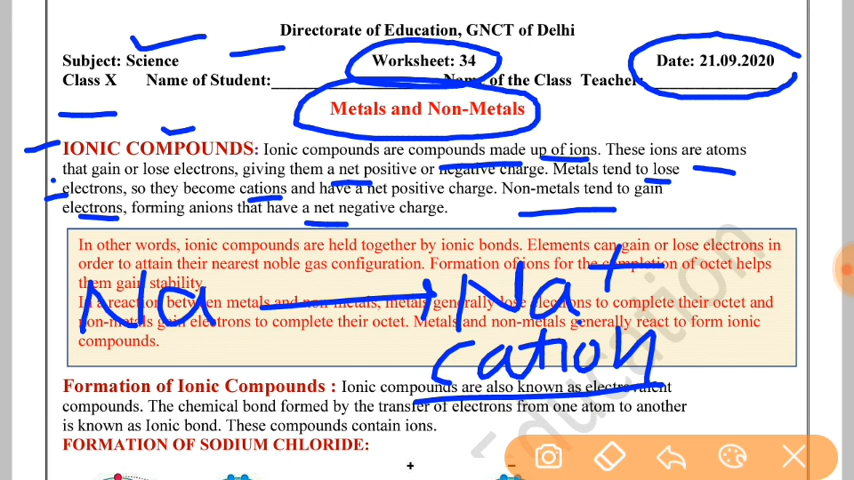 Directorate of Education, GNCT of Delhi
Subject: Science Worksheet: 34 Date: 21.09.2020
Class X Name of Student: Name of the Class Teacher:
Metals and Non-Metals
IONIC COMPOUNDS: Ionic compounds are compounds made up of ions. These ions are atoms
that gain or lose electrons, giving them a net positive or negative charge. Metals tend to lose
electrons, so they become cations and have a net positive charge. Non-metals tend to gain
electrons, forming anions that have a net negative charge.
In other words, ionic compounds are held together by ionic bonds. Elements can gain or lose electrons in
order to attain their nearest noble gas configuration. Formation of ions for the completion of octet helps
them gain stability.
In a reaction between metals and non-metals, metals generally lose electrons to complete their octet and
non-metals gain electrons to complete their octet. Metals and non-metals generally react to form ionic
compounds.
Na → Na+
cation
Formation of Ionic Compounds : Ionic compounds are also known as electrovalent
compounds. The chemical bond formed by the transfer of electrons from one atom to another
is known as Ionic bond. These compounds contain ions.
FORMATION OF SODIUM CHLORIDE:
+ −
Education